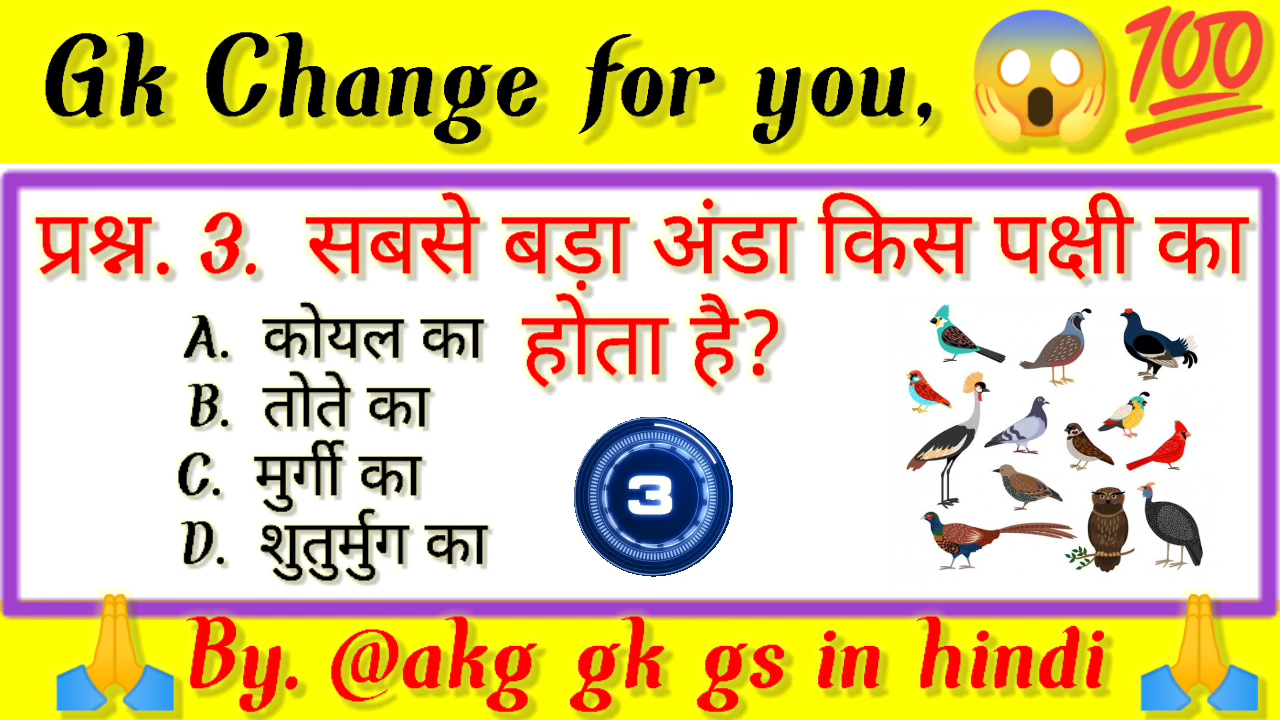 Gk Change for you, 😱💯
प्रश्न. 3. सबसे बड़ा अंडा किस पक्षी का
होता है?
A. कोयल का
B. तोते का
C. मुर्गी का
D. शुतुर्मुग का
3
🙏By. @akg gk gs in hindi🙏